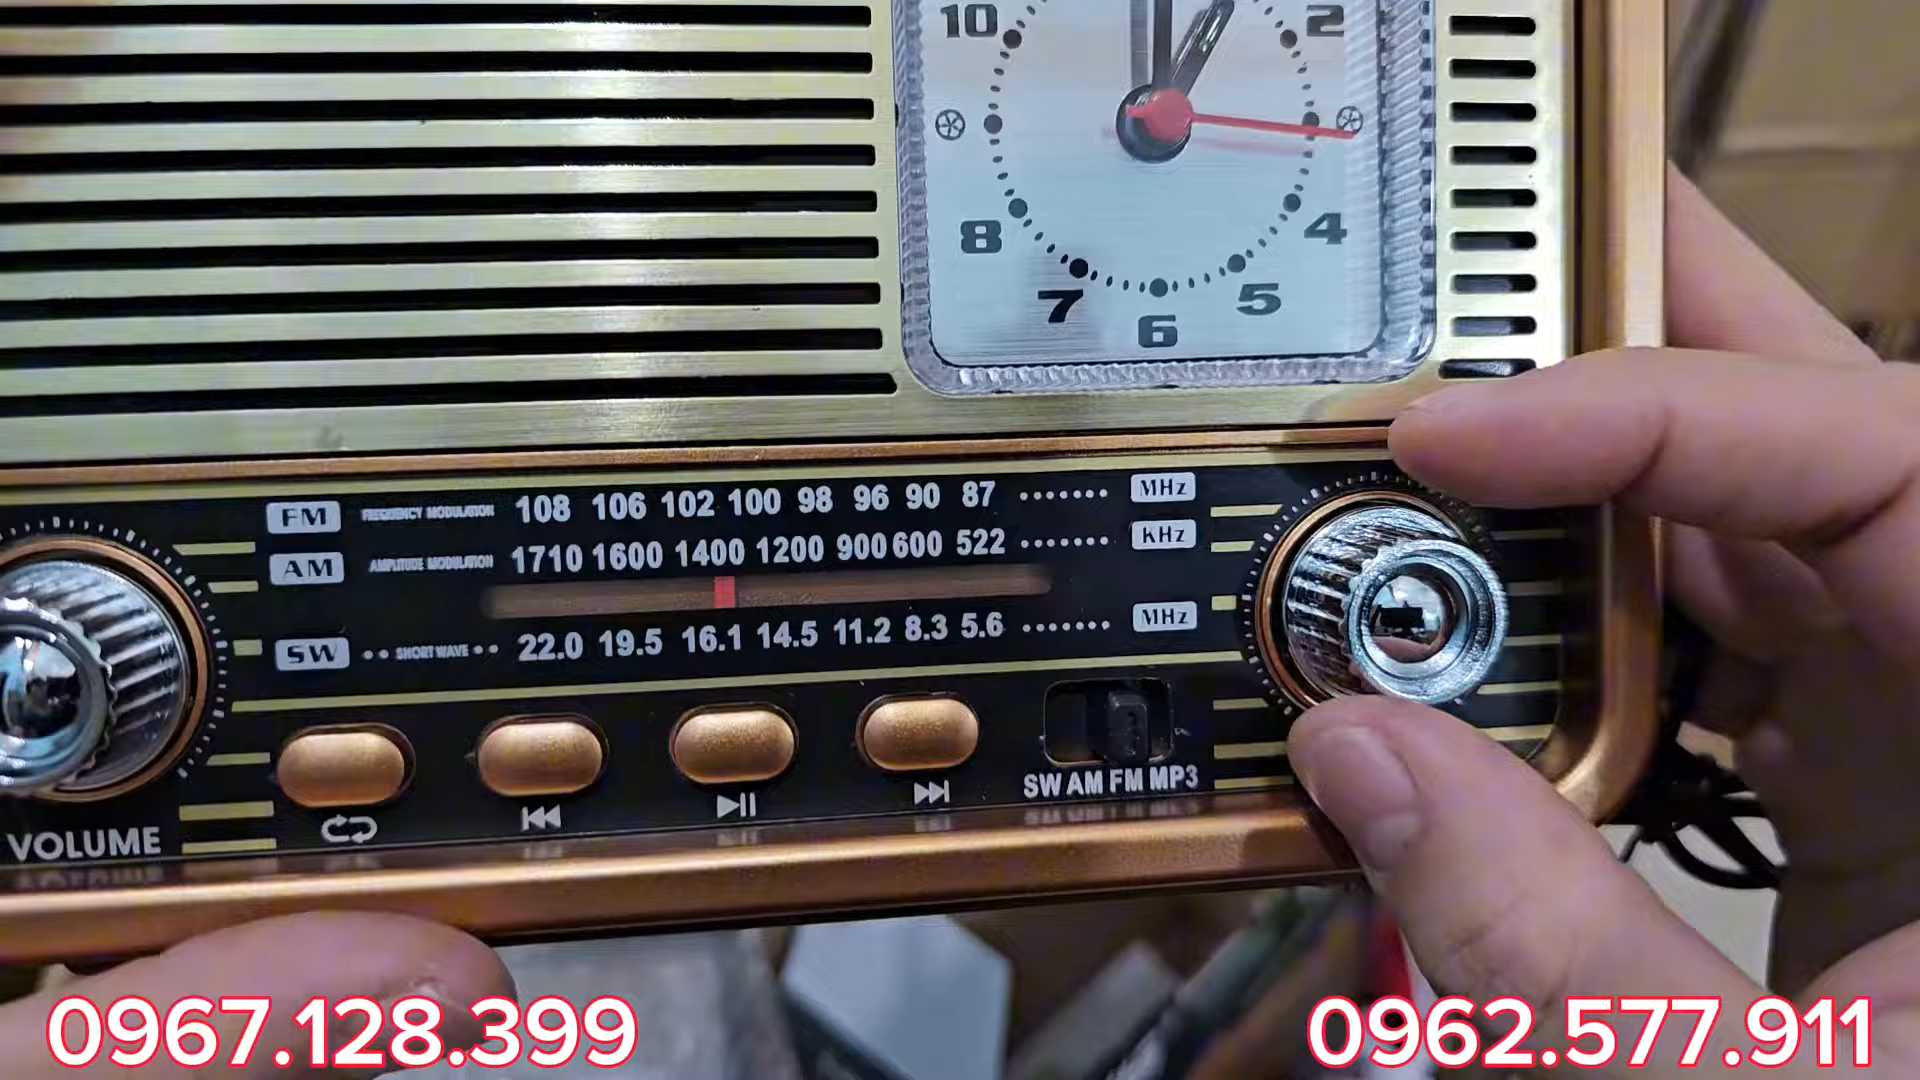 10 2
8 4
7 5
6
FM FREQUENCY MODULATION 108 106 102 100 98 96 90 87 MHz
AM AMPLITUDE MODULATION 1710 1600 1400 1200 900 600 522 KHz
SW SHORT WAVE 22.0 19.5 16.1 14.5 11.2 8.3 5.6 MHz
SW AM FM MP3
VOLUME
0967.128.399
0962.577.911